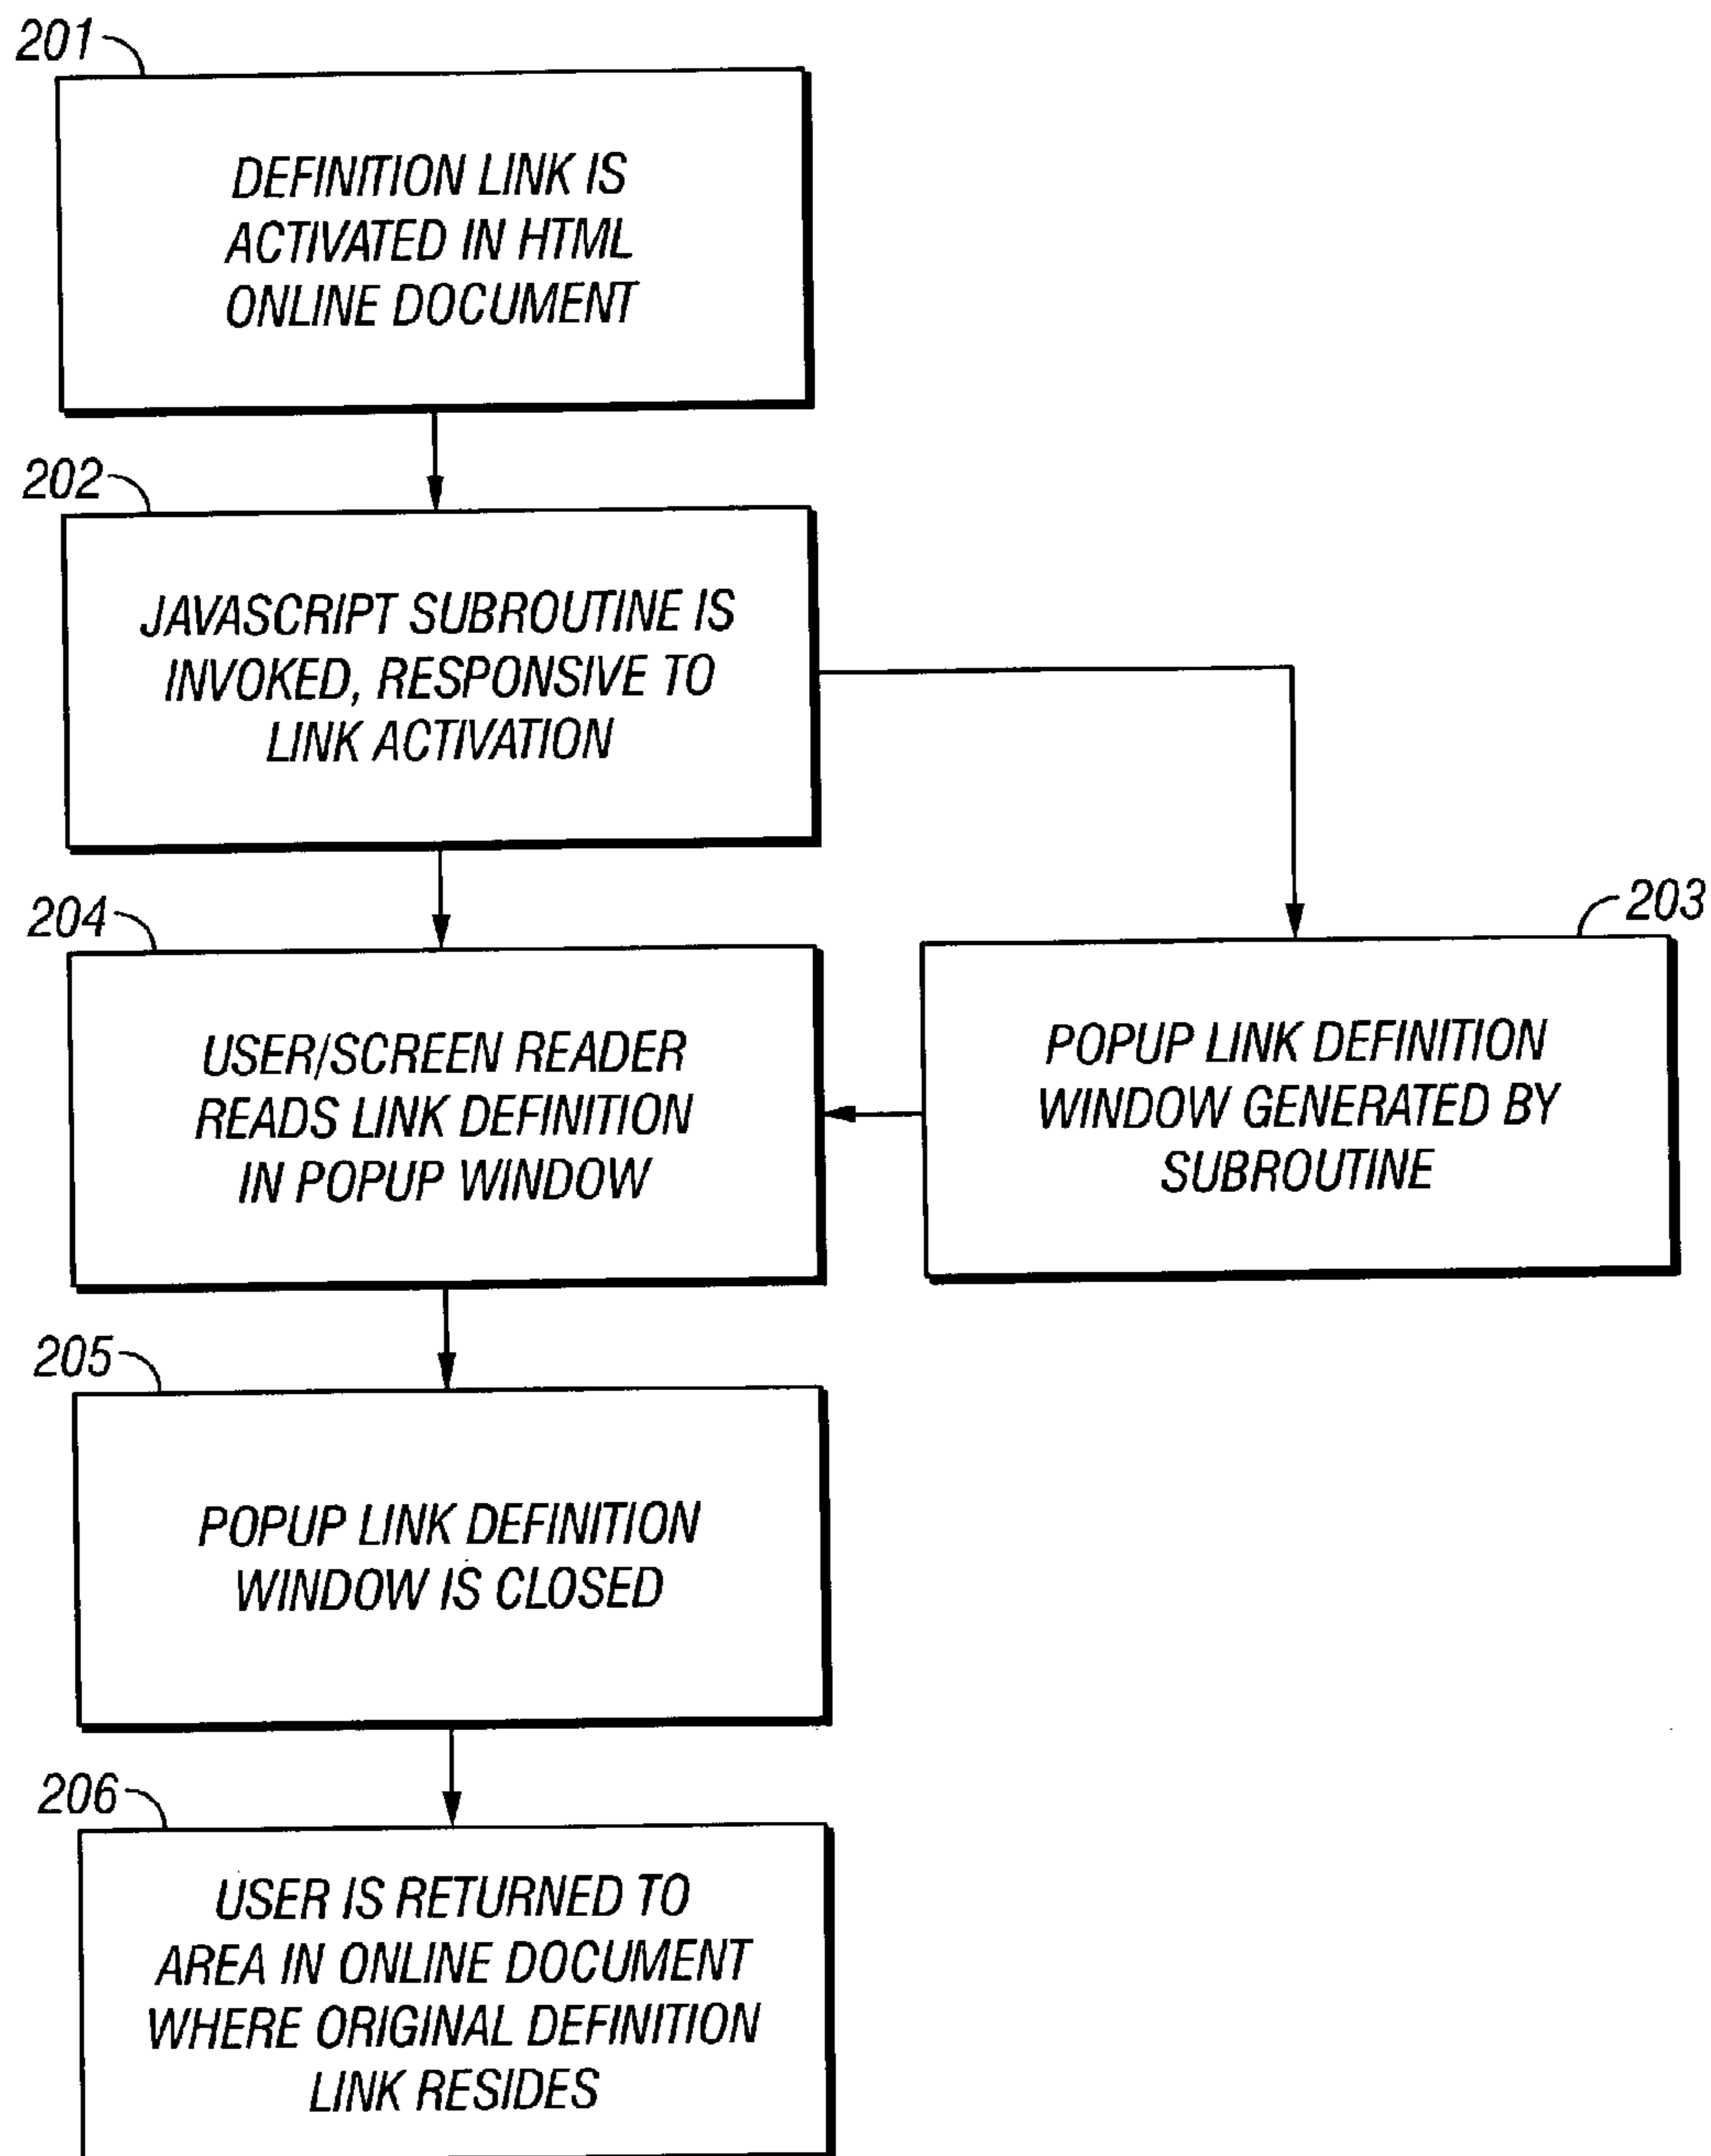 201
DEFINITION LINK IS
ACTIVATED IN HTML
ONLINE DOCUMENT
202
JAVASCRIPT SUBROUTINE IS
INVOKED, RESPONSIVE TO
LINK ACTIVATION
203
POPUP LINK DEFINITION
WINDOW GENERATED BY
SUBROUTINE
204
USER/SCREEN READER
READS LINK DEFINITION
IN POPUP WINDOW
205
POPUP LINK DEFINITION
WINDOW IS CLOSED
206
USER IS RETURNED TO
AREA IN ONLINE DOCUMENT
WHERE ORIGINAL DEFINITION
LINK RESIDES